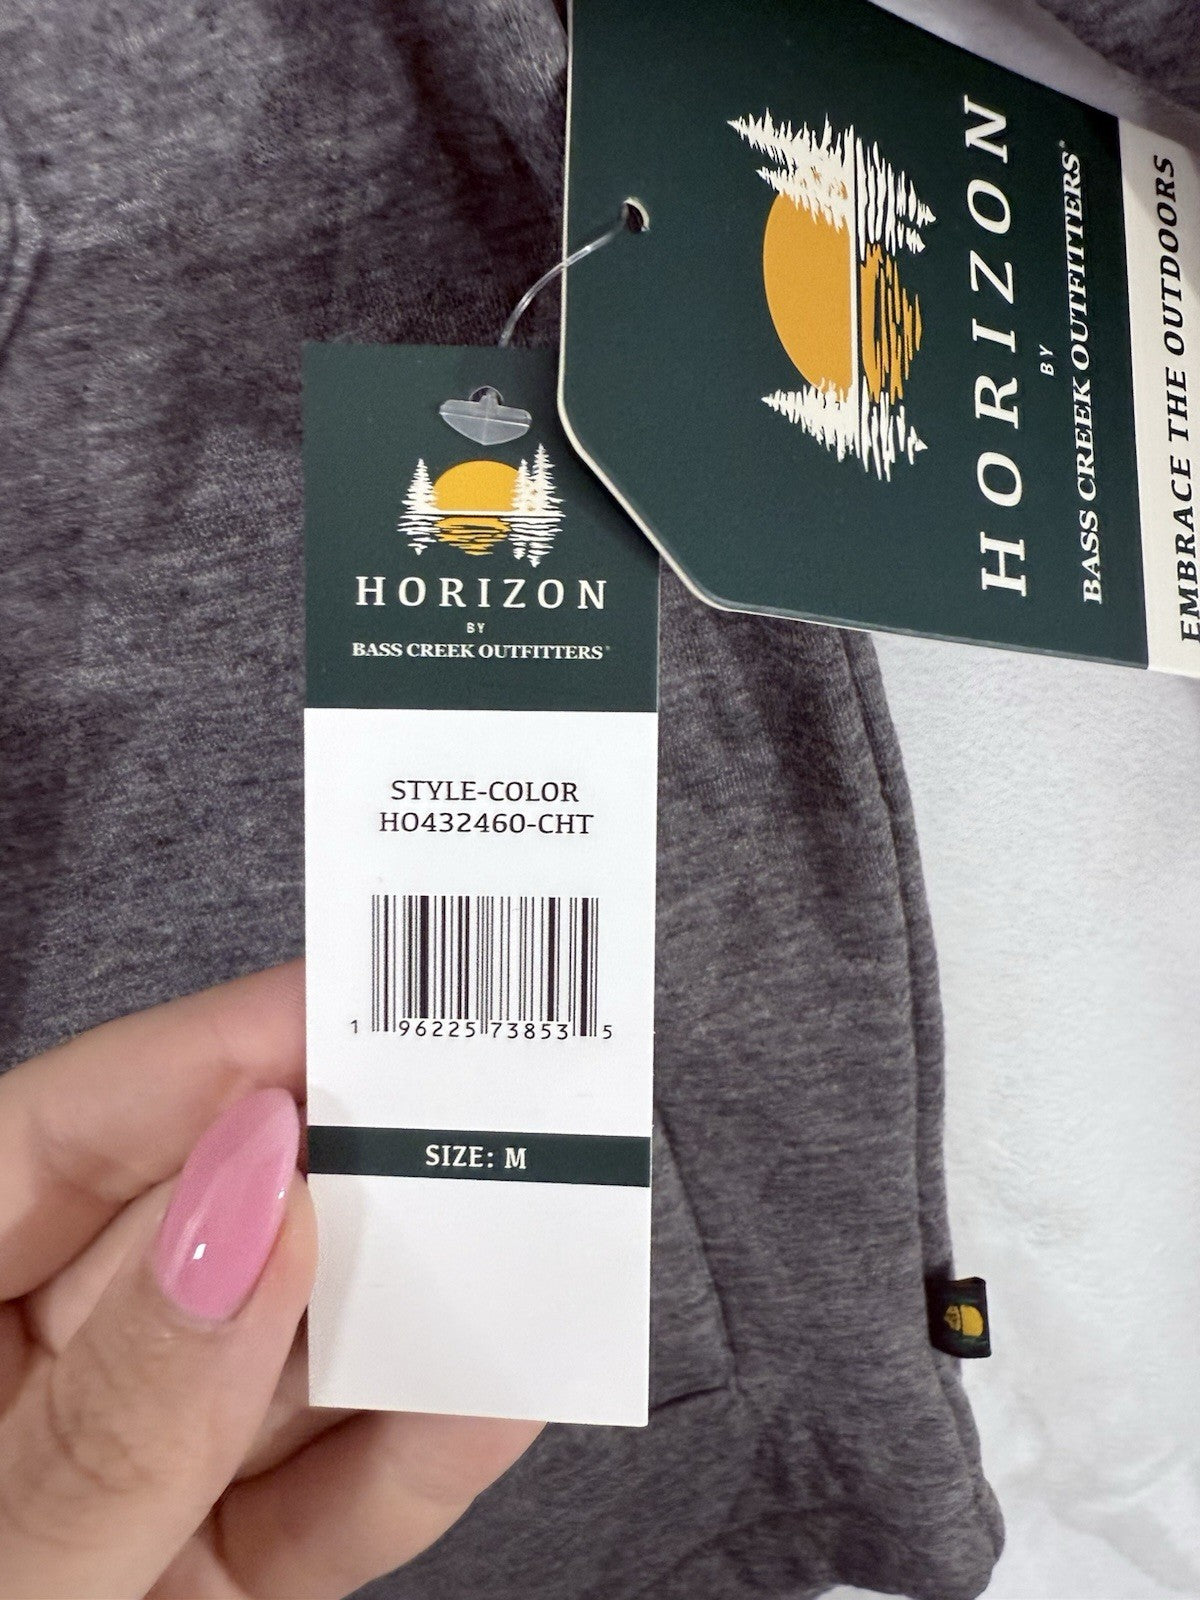 HORIZON
BY
BASS CREEK OUTFITTERS®
EMBRACE THE OUTDOORS
HORIZON
BY
BASS CREEK OUTFITTERS®
STYLE-COLOR
HO432460-CHT
1 96225 73853 5
SIZE: M